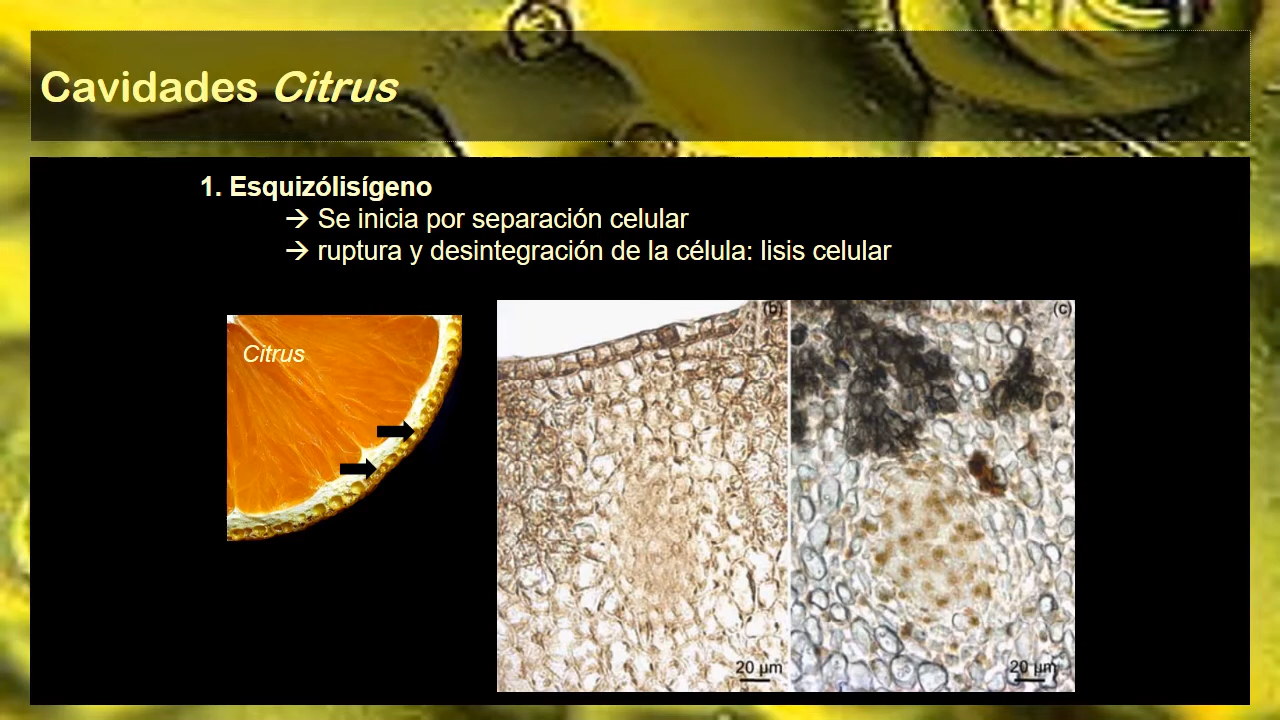 Cavidades Citrus
1. Esquizólisígeno
→ Se inicia por separación celular
→ ruptura y desintegración de la célula: lisis celular
Citrus
(b)
(c)
20 µm
20 µm